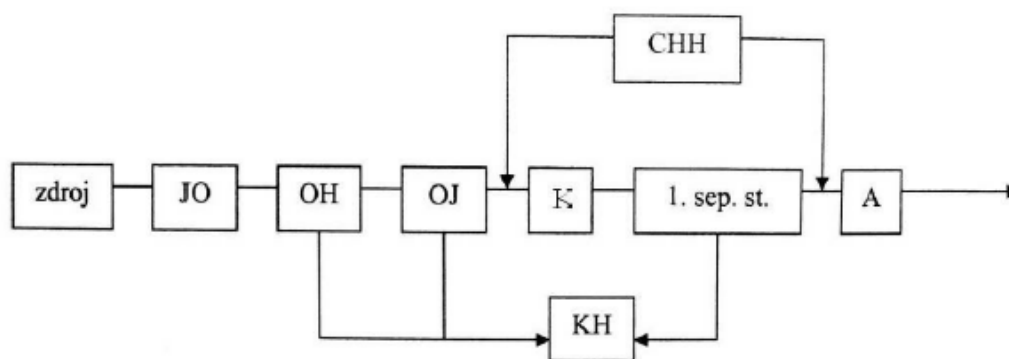 CHH
zdroj
JO
OH
OJ
K
1. sep. st.
A
KH